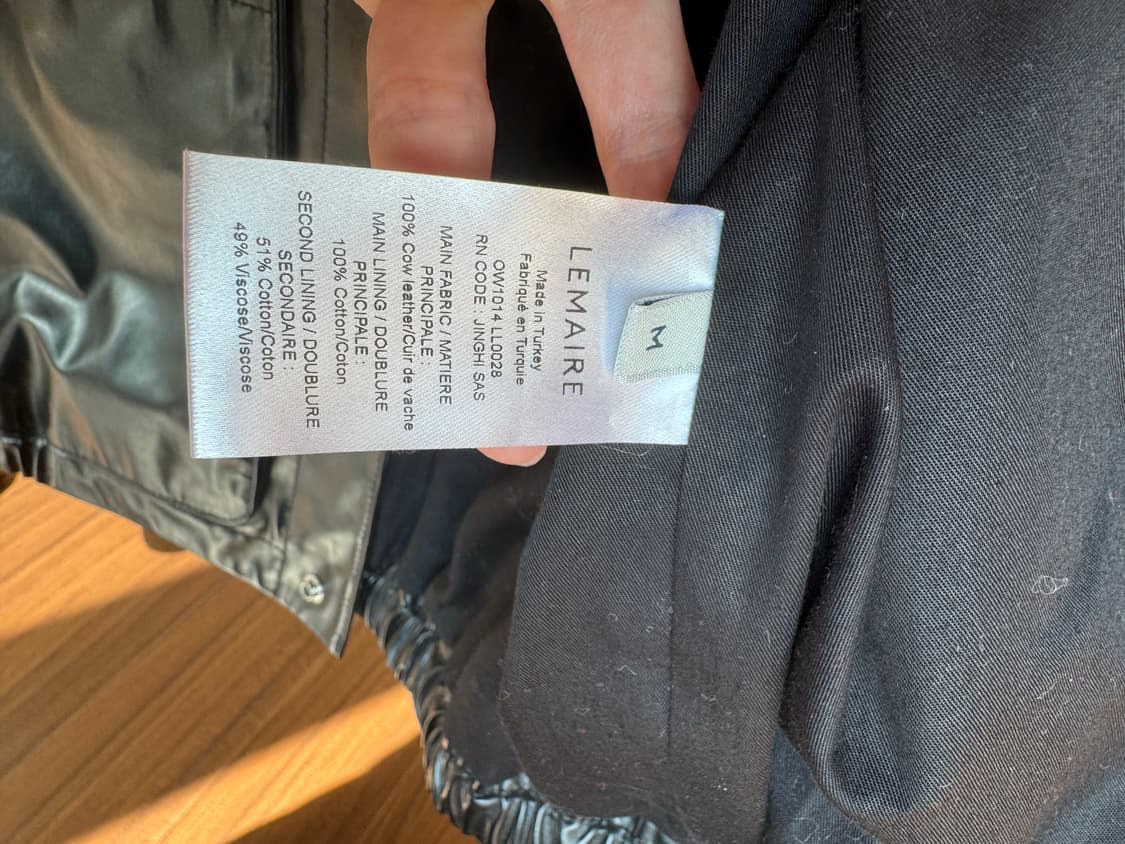 M
LEMAIRE
Made in Turkey
Fabriqué en Turquie
OW1014 LL0028
RN CODE : JINGHI SAS
MAIN FABRIC / MATIERE
PRINCIPALE :
100% Cow leather/Cuir de vache
MAIN LINING / DOUBLURE
PRINCIPALE :
100% Cotton/Coton
SECOND LINING / DOUBLURE
SECONDAIRE :
51% Cotton/Coton
49% Viscose/Viscose